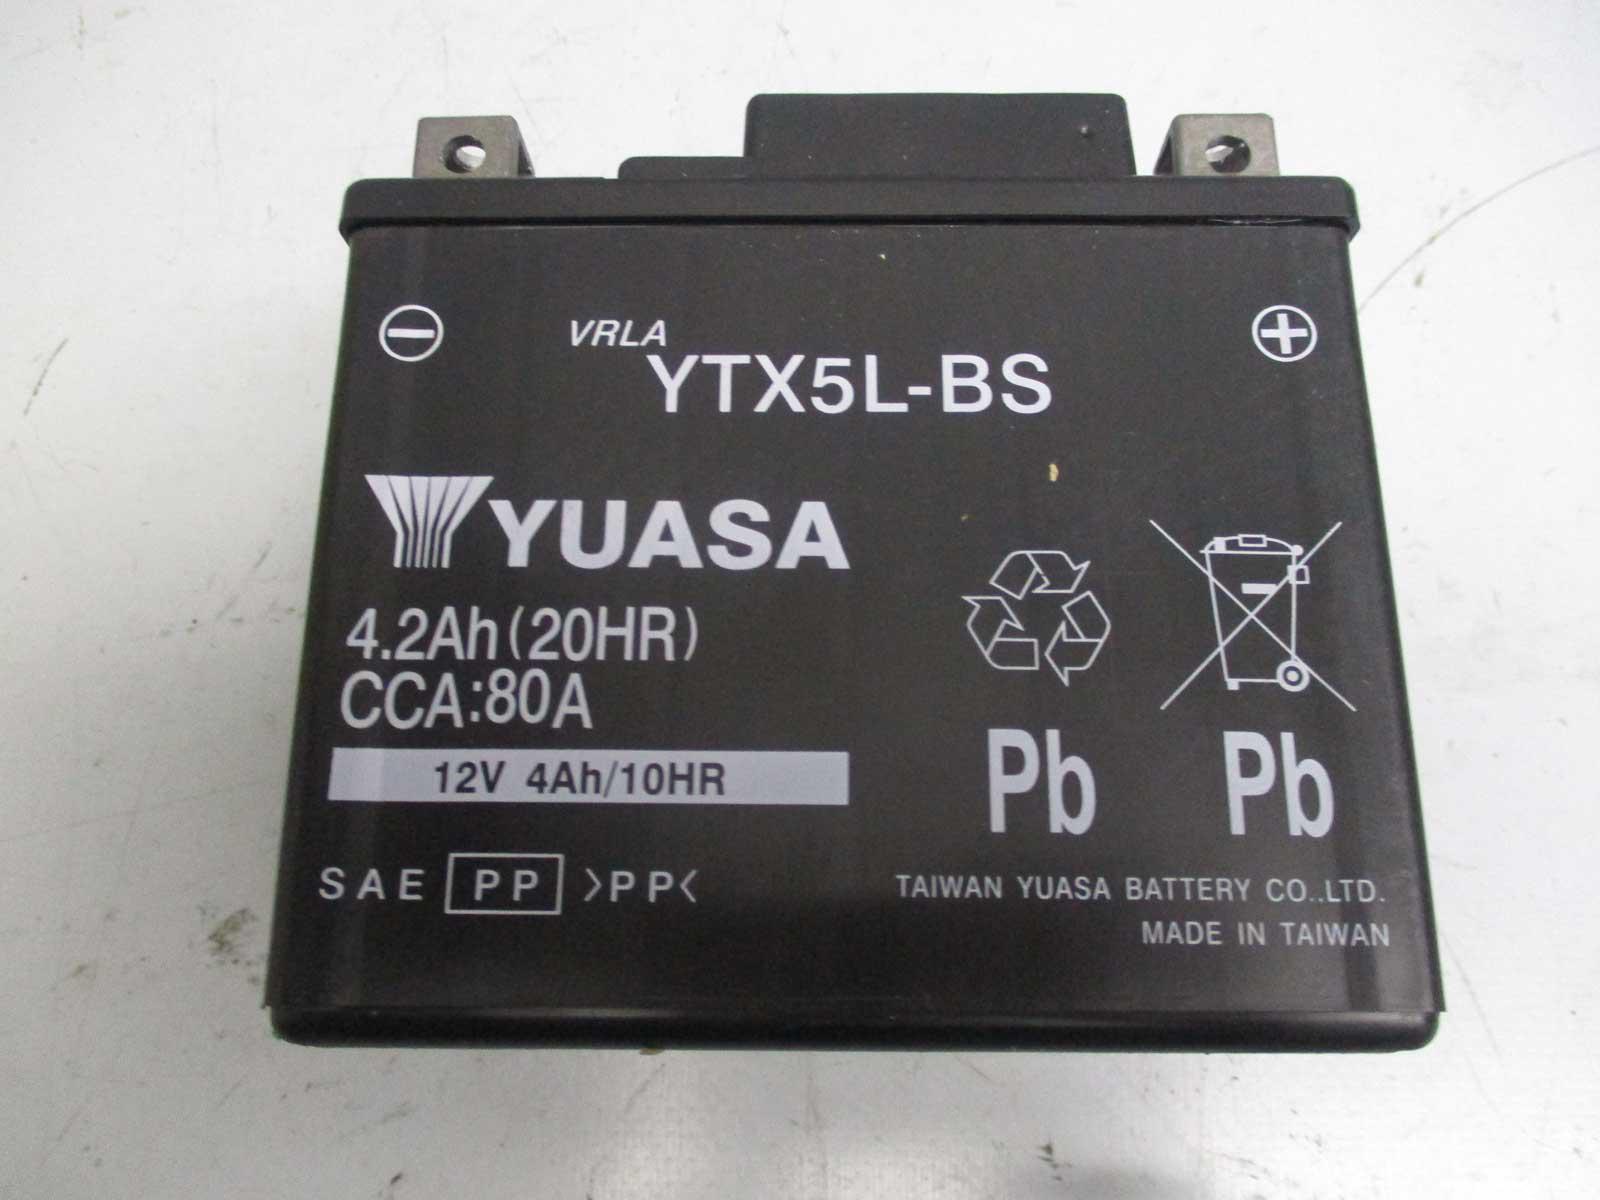 VRLA
YTX5L-BS
YUASA
4.2Ah(20HR)
CCA:80A
12V 4Ah/10HR
Pb Pb
SAE PP >PP<
TAIWAN YUASA BATTERY CO..LTD.
MADE IN TAIWAN